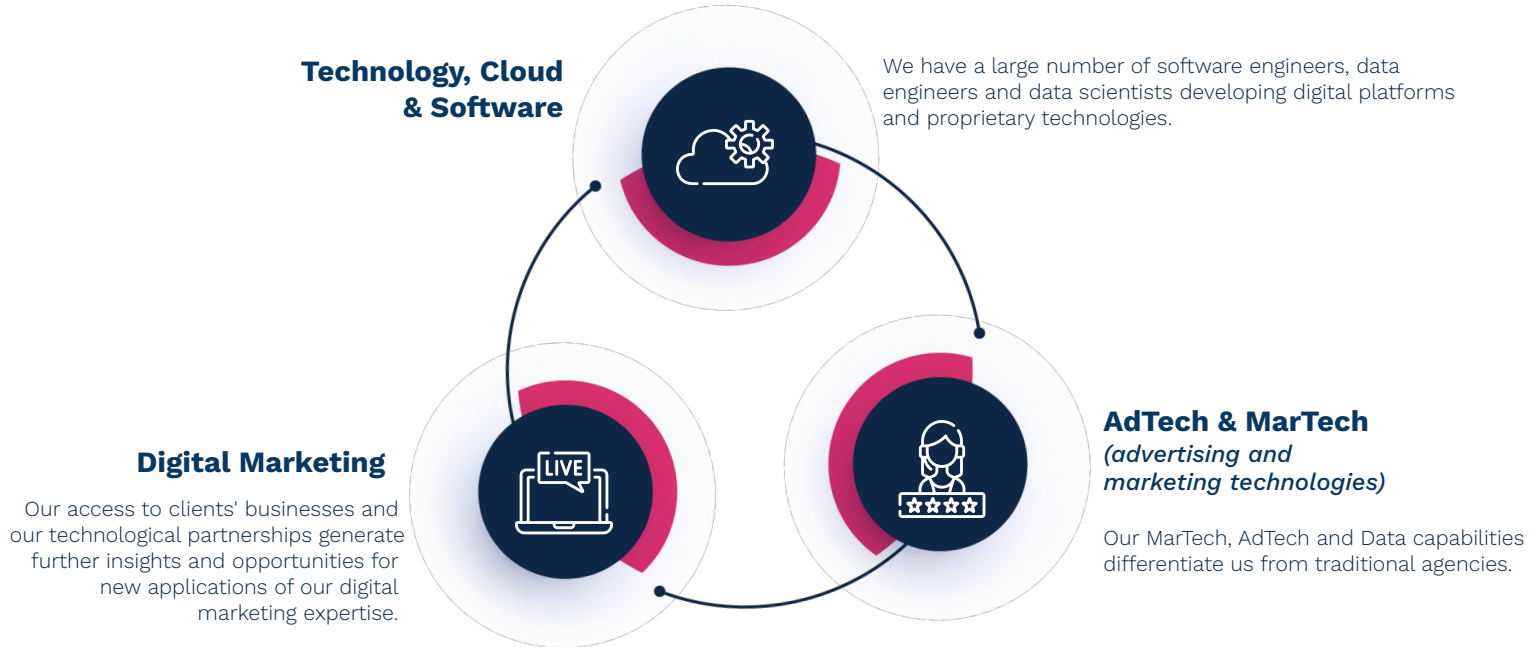 Technology, Cloud
& Software
We have a large number of software engineers, data
engineers and data scientists developing digital platforms
and proprietary technologies.
AdTech & MarTech
(advertising and
marketing technologies)
Our MarTech, AdTech and Data capabilities
differentiate us from traditional agencies.
Digital Marketing
Our access to clients' businesses and
our technological partnerships generate
further insights and opportunities for
new applications of our digital
marketing expertise.
LIVE